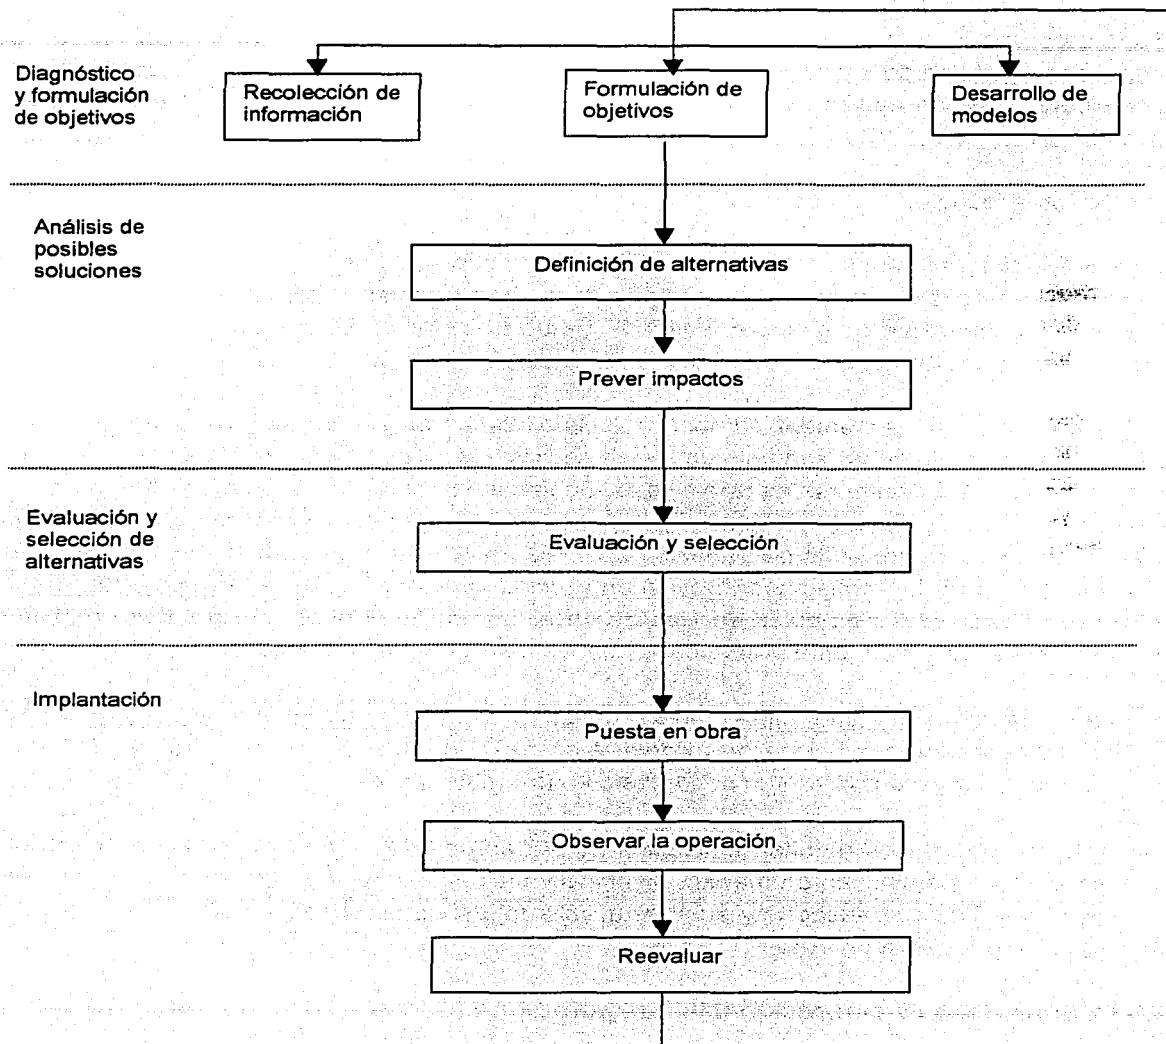 Diagnóstico
y formulación
de objetivos
Recolección de
información
Formulación de
objetivos
Desarrollo de
modelos
Análisis de
posibles
soluciones
Definición de alternativas
Prever impactos
Evaluación y
selección de
alternativas
Evaluación y selección
Implantación
Puesta en obra
Observar la operación
Reevaluar